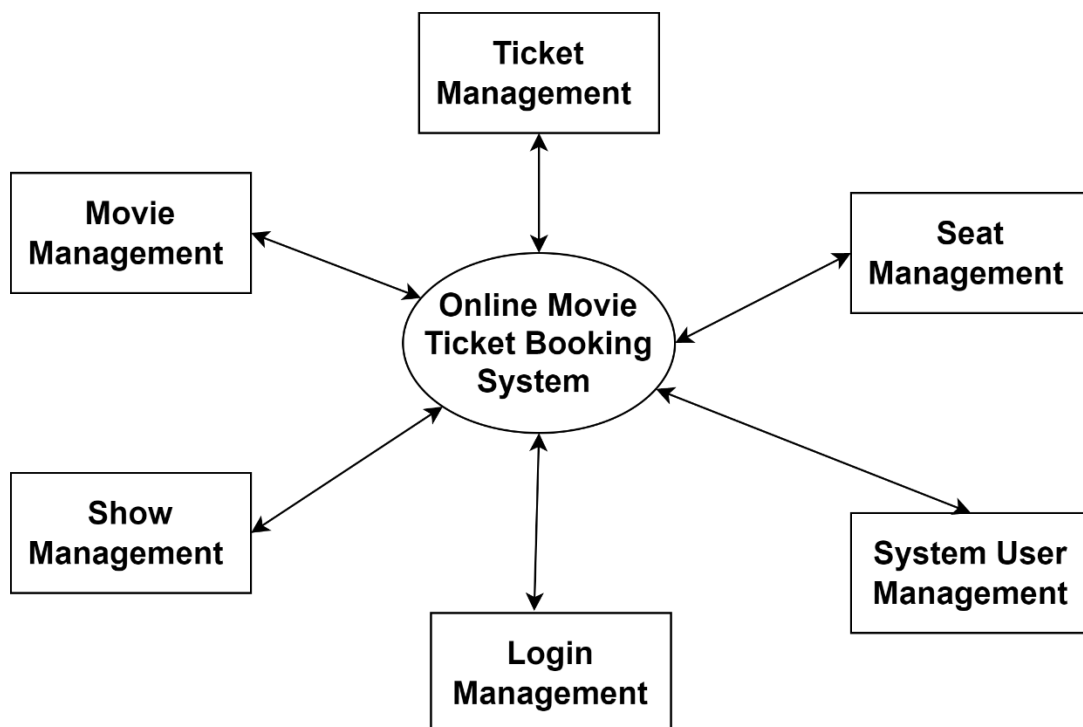 Ticket
Management
Movie
Management
Seat
Management
Online Movie
Ticket Booking
System
Show
Management
System User
Management
Login
Management